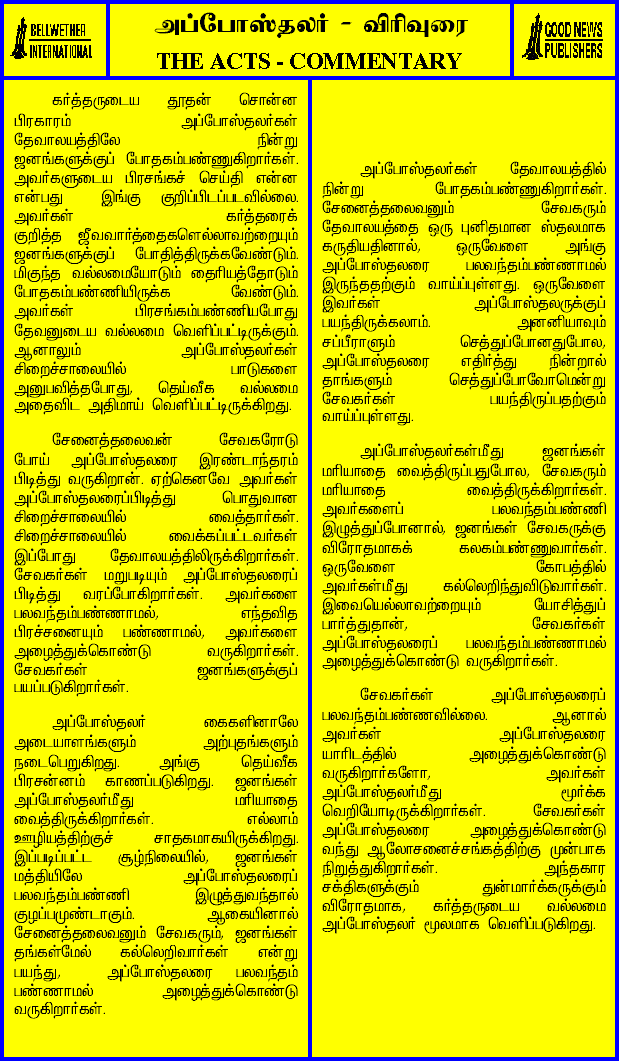 BELLWETHER
INTERNATIONAL
அப்போஸ்தலர் - விரிவுரை
THE ACTS - COMMENTARY
GOOD NEWS
PUBLISHERS
கர்த்தருடைய தூதன் சொன்ன
பிரகாரம் அப்போஸ்தலர்கள்
தேவாலயத்திலே நின்று
ஜனங்களுக்குப் போதகம்பண்ணுகிறார்கள்.
அவர்களுடைய பிரசங்கச் செய்தி என்ன
என்பது இங்கு குறிப்பிடப்படவில்லை.
அவர்கள் கர்த்தரைக்
குறித்த ஜீவவார்த்தைகளெல்லாவற்றையும்
ஜனங்களுக்குப் போதித்திருக்கவேண்டும்.
மிகுந்த வல்லமையோடும் தைரியத்தோடும்
போதகம்பண்ணியிருக்க வேண்டும்.
அவர்கள் பிரசங்கம்பண்ணியபோது
தேவனுடைய வல்லமை வெளிப்பட்டிருக்கும்.
ஆனாலும் அப்போஸ்தலர்கள்
சிறைச்சாலையில் பாடுகளை
அனுபவித்தபோது, தெய்வீக வல்லமை
அதைவிட அதிமாய் வெளிப்பட்டிருக்கிறது.
சேனைத்தலைவன் சேவகரோடு
போய் அப்போஸ்தலரை இரண்டாந்தரம்
பிடித்து வருகிறான். ஏற்கெனவே அவர்கள்
அப்போஸ்தலரைப்பிடித்து பொதுவான
சிறைச்சாலையில் வைத்தார்கள்.
சிறைச்சாலையில் வைக்கப்பட்டவர்கள்
இப்போது தேவாலயத்திலிருக்கிறார்கள்.
சேவகர்கள் மறுபடியும் அப்போஸ்தலரைப்
பிடித்து வரப்போகிறார்கள். அவர்களை
பலவந்தம்பண்ணாமல், எந்தவித
பிரச்சனையும் பண்ணாமல், அவர்களை
அழைத்துக்கொண்டு வருகிறார்கள்.
சேவகர்கள் ஜனங்களுக்குப்
பயப்படுகிறார்கள்.
அப்போஸ்தலர் கைகளினாலே
அடையாளங்களும் அற்புதங்களும்
நடைபெறுகிறது. அங்கு தெய்வீக
பிரசன்னம் காணப்படுகிறது. ஜனங்கள்
அப்போஸ்தலர்மீது மரியாதை
வைத்திருக்கிறார்கள். எல்லாம்
ஊழியத்திற்குச் சாதகமாகயிருக்கிறது.
இப்படிப்பட்ட சூழ்நிலையில், ஜனங்கள்
மத்தியிலே அப்போஸ்தலரைப்
பலவந்தம்பண்ணி இழுத்துவந்தால்
குழப்பமுண்டாகும். ஆகையினால்
சேனைத்தலைவனும் சேவகரும், ஜனங்கள்
தங்கள்மேல் கல்லெறிவார்கள் என்று
பயந்து, அப்போஸ்தலரை பலவந்தம்
பண்ணாமல் அழைத்துக்கொண்டு
வருகிறார்கள்.
அப்போஸ்தலர்கள் தேவாலயத்தில்
நின்று போதகம்பண்ணுகிறார்கள்.
சேனைத்தலைவனும் சேவகரும்
தேவாலயத்தை ஒரு புனிதமான ஸ்தலமாக
கருதியதினால், ஒருவேளை அங்கு
அப்போஸ்தலரை பலவந்தம்பண்ணாமல்
இருந்ததற்கும் வாய்ப்புள்ளது. ஒருவேளை
இவர்கள் அப்போஸ்தலருக்குப்
பயந்திருக்கலாம். அனனியாவும்
சப்பீராளும் செத்துப்போனதுபோல,
அப்போஸ்தலரை எதிர்த்து நின்றால்
தாங்களும் செத்துப்போவோமென்று
சேவகர்கள் பயந்திருப்பதற்கும்
வாய்ப்புள்ளது.
அப்போஸ்தலர்கள்மீது ஜனங்கள்
மரியாதை வைத்திருப்பதுபோல, சேவகரும்
மரியாதை வைத்திருக்கிறார்கள்.
அவர்களைப் பலவந்தம்பண்ணி
இழுத்துப்போனால், ஜனங்கள் சேவகருக்கு
விரோதமாகக் கலகம்பண்ணுவார்கள்.
ஒருவேளை கோபத்தில்
அவர்கள்மீது கல்லெறிந்துவிடுவார்கள்.
இவையெல்லாவற்றையும் யோசித்துப்
பார்த்துதான், சேவகர்கள்
அப்போஸ்தலரைப் பலவந்தம்பண்ணாமல்
அழைத்துக்கொண்டு வருகிறார்கள்.
சேவகர்கள் அப்போஸ்தலரைப்
பலவந்தம்பண்ணவில்லை. ஆனால்
அவர்கள் அப்போஸ்தலரை
யாரிடத்தில் அழைத்துக்கொண்டு
வருகிறார்களோ, அவர்கள்
அப்போஸ்தலர்மீது மூர்க்க
வெறியோடிருக்கிறார்கள். சேவகர்கள்
அப்போஸ்தலரை அழைத்துக்கொண்டு
வந்து ஆலோசனைச்சங்கத்திற்கு முன்பாக
நிறுத்துகிறார்கள். அந்தகார
சக்திகளுக்கும் துன்மார்க்கருக்கும்
விரோதமாக, கர்த்தருடைய வல்லமை
அப்போஸ்தலர் மூலமாக வெளிப்படுகிறது.